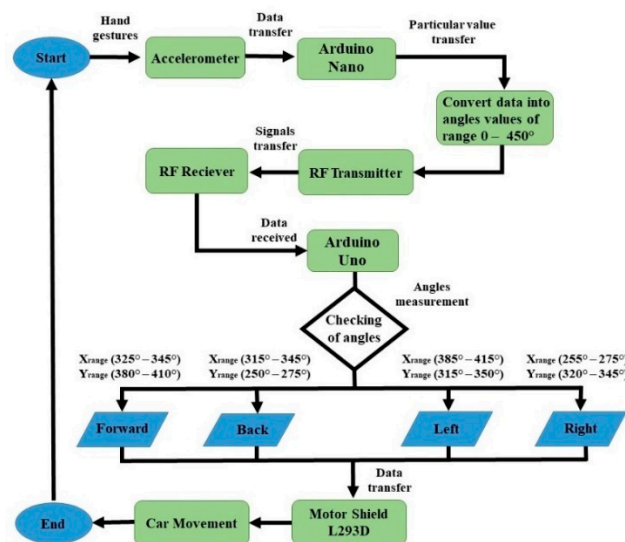 Hand
gestures
Data
transfer
Particular value
transfer
Start
Accelerometer
Arduino
Nano
Convert data into
angles values of
range 0 – 450°
Signals
transfer
RF Reciever
RF Transmitter
Data
received
Arduino
Uno
Angles
measurement
Checking
of angles
Xrange (325°–345°)
Yrange (380°–410°)
Xrange (315°–345°)
Yrange (250°–275°)
Xrange (385°–415°)
Yrange (315°–350°)
Xrange (255°–275°)
Yrange (320°–345°)
Forward
Back
Left
Right
Data
transfer
End
Car Movement
Motor Shield
L293D